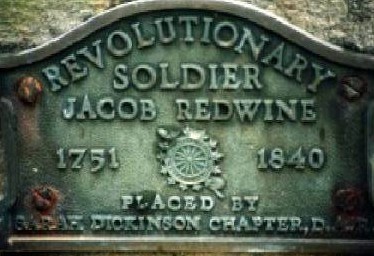 REVOLUTIONARY
SOLDIER
JACOB REDWINE
1751 1840
PLACED BY
SARAH DICKINSON CHAPTER, D.A.R.